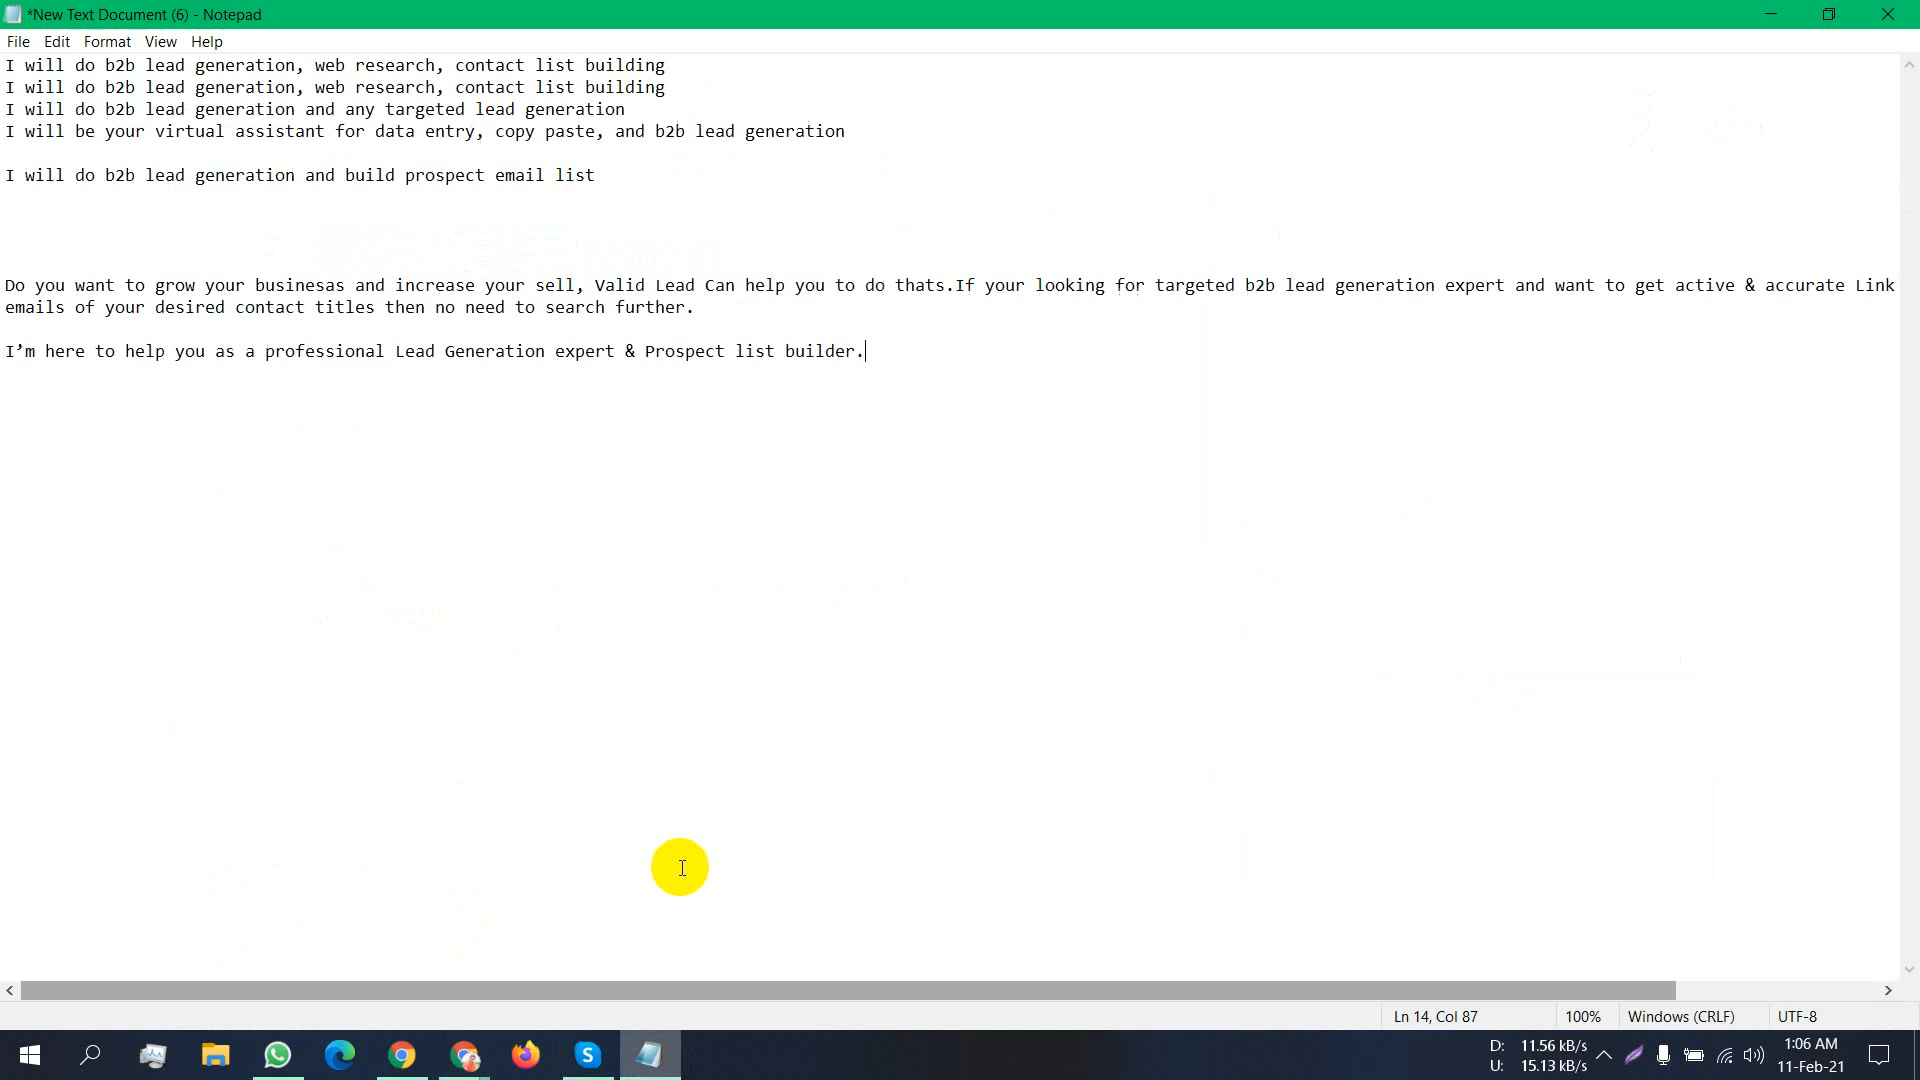 *New Text Document (6) - Notepad
File Edit Format View Help
I will do b2b lead generation, web research, contact list building
I will do b2b lead generation, web research, contact list building
I will do b2b lead generation and any targeted lead generation
I will be your virtual assistant for data entry, copy paste, and b2b lead generation
I will do b2b lead generation and build prospect email list
Do you want to grow your businesas and increase your sell, Valid Lead Can help you to do thats.If your looking for targeted b2b lead generation expert and want to get active & accurate Link
emails of your desired contact titles then no need to search further.
I’m here to help you as a professional Lead Generation expert & Prospect list builder.
Ln 14, Col 87 100% Windows (CRLF) UTF-8
D: 11.56 kB/s
U: 15.13 kB/s
1:06 AM
11-Feb-21